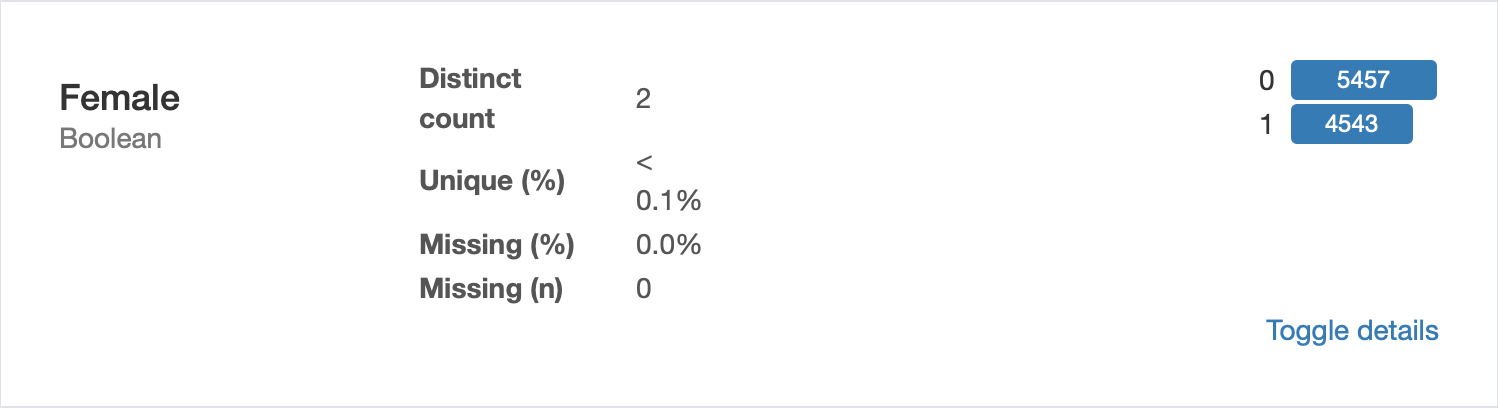 Female
Boolean
Distinct
count
2
Unique (%)
<
0.1%
Missing (%) 0.0%
Missing (n) 0
0 5457
1 4543
Toggle details